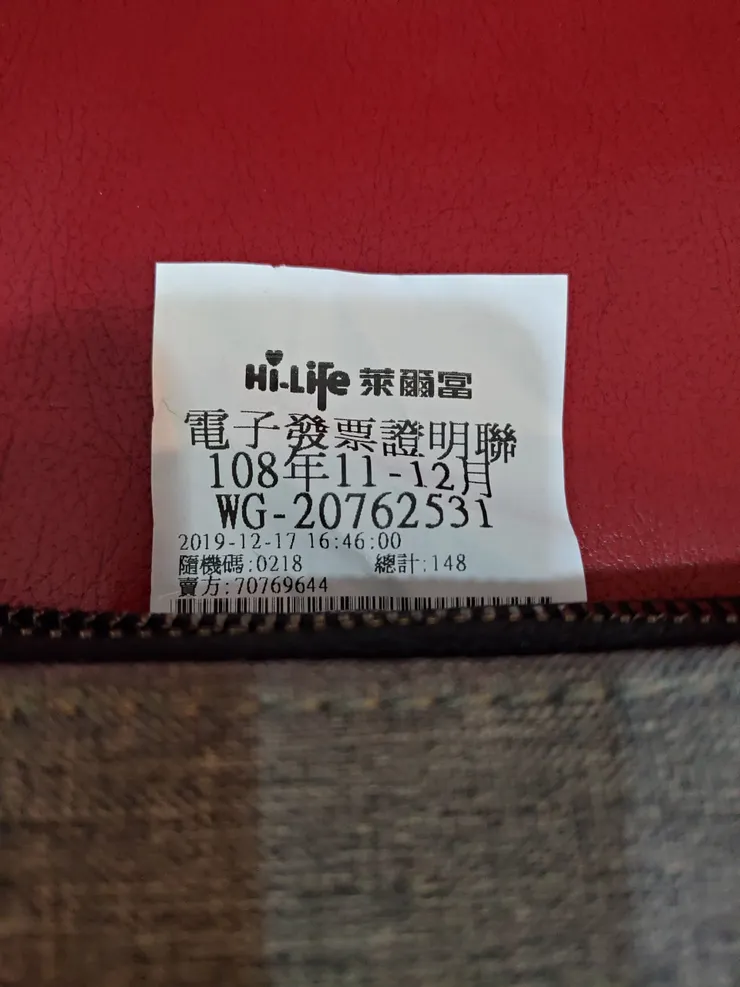 Hi-Life 萊爾富
電子發票證明聯
108年11-12月
WG-20762531
2019-12-17 16:46:00
隨機碼:0218 總計:148
賣方:70769644